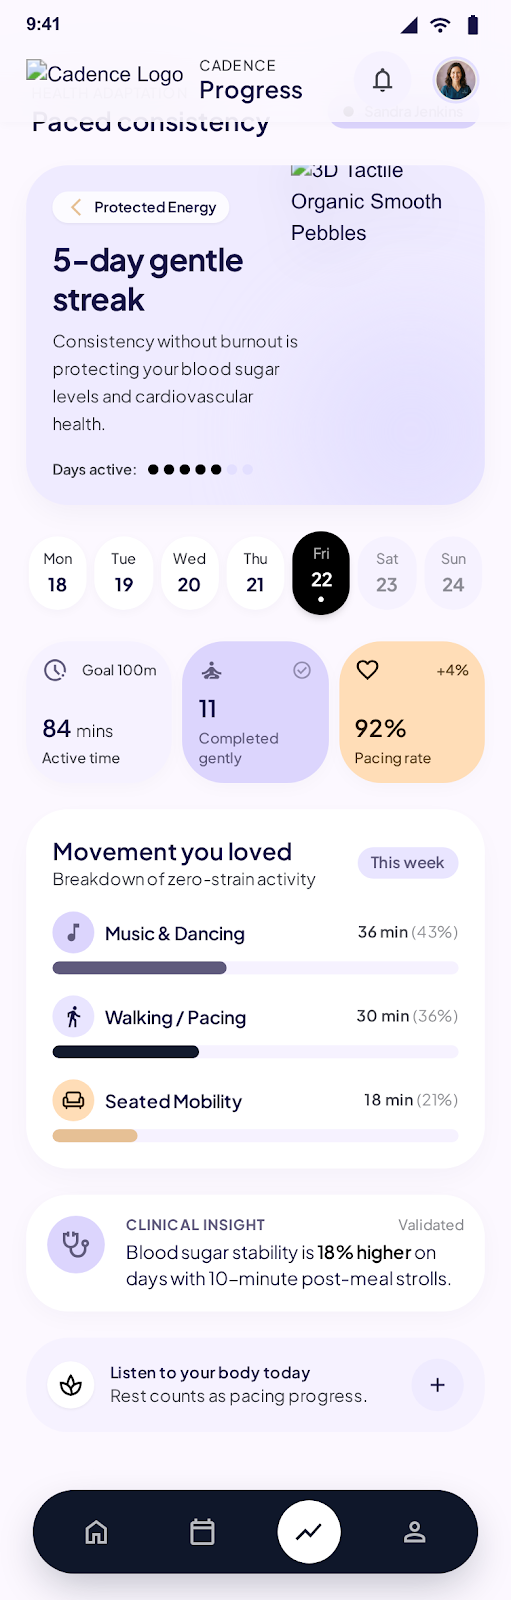 9:41
Cadence Logo
CADENCE
Progress
HEALTH ADAPTATION
Sandra Jenkins
Paced consistency
Protected Energy
3D Tactile
Organic Smooth
Pebbles
5-day gentle
streak
Consistency without burnout is
protecting your blood sugar
levels and cardiovascular
health.
Days active:
Mon Tue Wed Thu Fri Sat Sun
18 19 20 21 22 23 24
Goal 100m
84 mins
Active time
11
Completed
gently
+4%
92%
Pacing rate
Movement you loved
This week
Breakdown of zero-strain activity
Music & Dancing 36 min (43%)
Walking / Pacing 30 min (36%)
Seated Mobility 18 min (21%)
CLINICAL INSIGHT Validated
Blood sugar stability is 18% higher on
days with 10-minute post-meal strolls.
Listen to your body today
Rest counts as pacing progress.